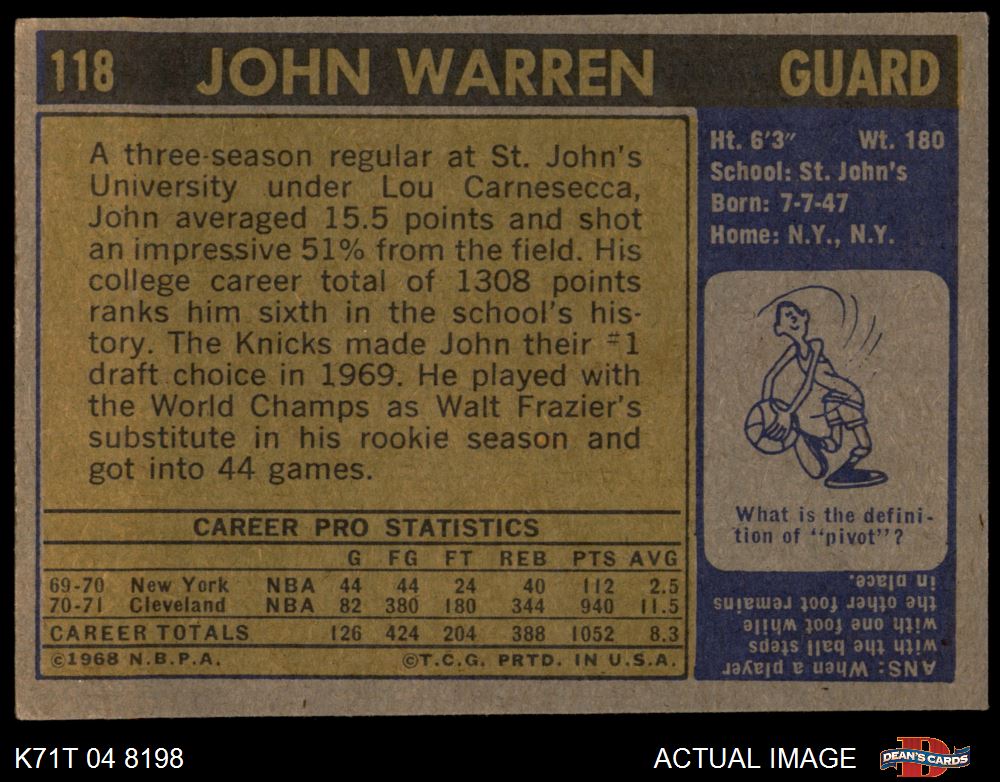 118 JOHN WARREN GUARD
A three-season regular at St. John's
University under Lou Carnesecca,
John averaged 15.5 points and shot
an impressive 51% from the field. His
college career total of 1308 points
ranks him sixth in the school's his-
tory. The Knicks made John their #1
draft choice in 1969. He played with
the World Champs as Walt Frazier's
substitute in his rookie season and
got into 44 games.
CAREER PRO STATISTICS
G FG FT REB PTS AVG
69-70 New York NBA 44 44 24 40 112 2.5
70-71 Cleveland NBA 82 380 180 344 940 11.5
CAREER TOTALS 126 424 204 388 1052 8.3
©1968 N.B.P.A. ©T.C.G. PRTD. IN U.S.A.
Ht. 6'3" Wt. 180
School: St. John's
Born: 7-7-47
Home: N.Y., N.Y.
What is the defini-
tion of "pivot"?
ANS: When a player
with the ball steps
with one foot while
the other foot remains
in place.
K71T 04 8198 ACTUAL IMAGE DEAN'S CARDS